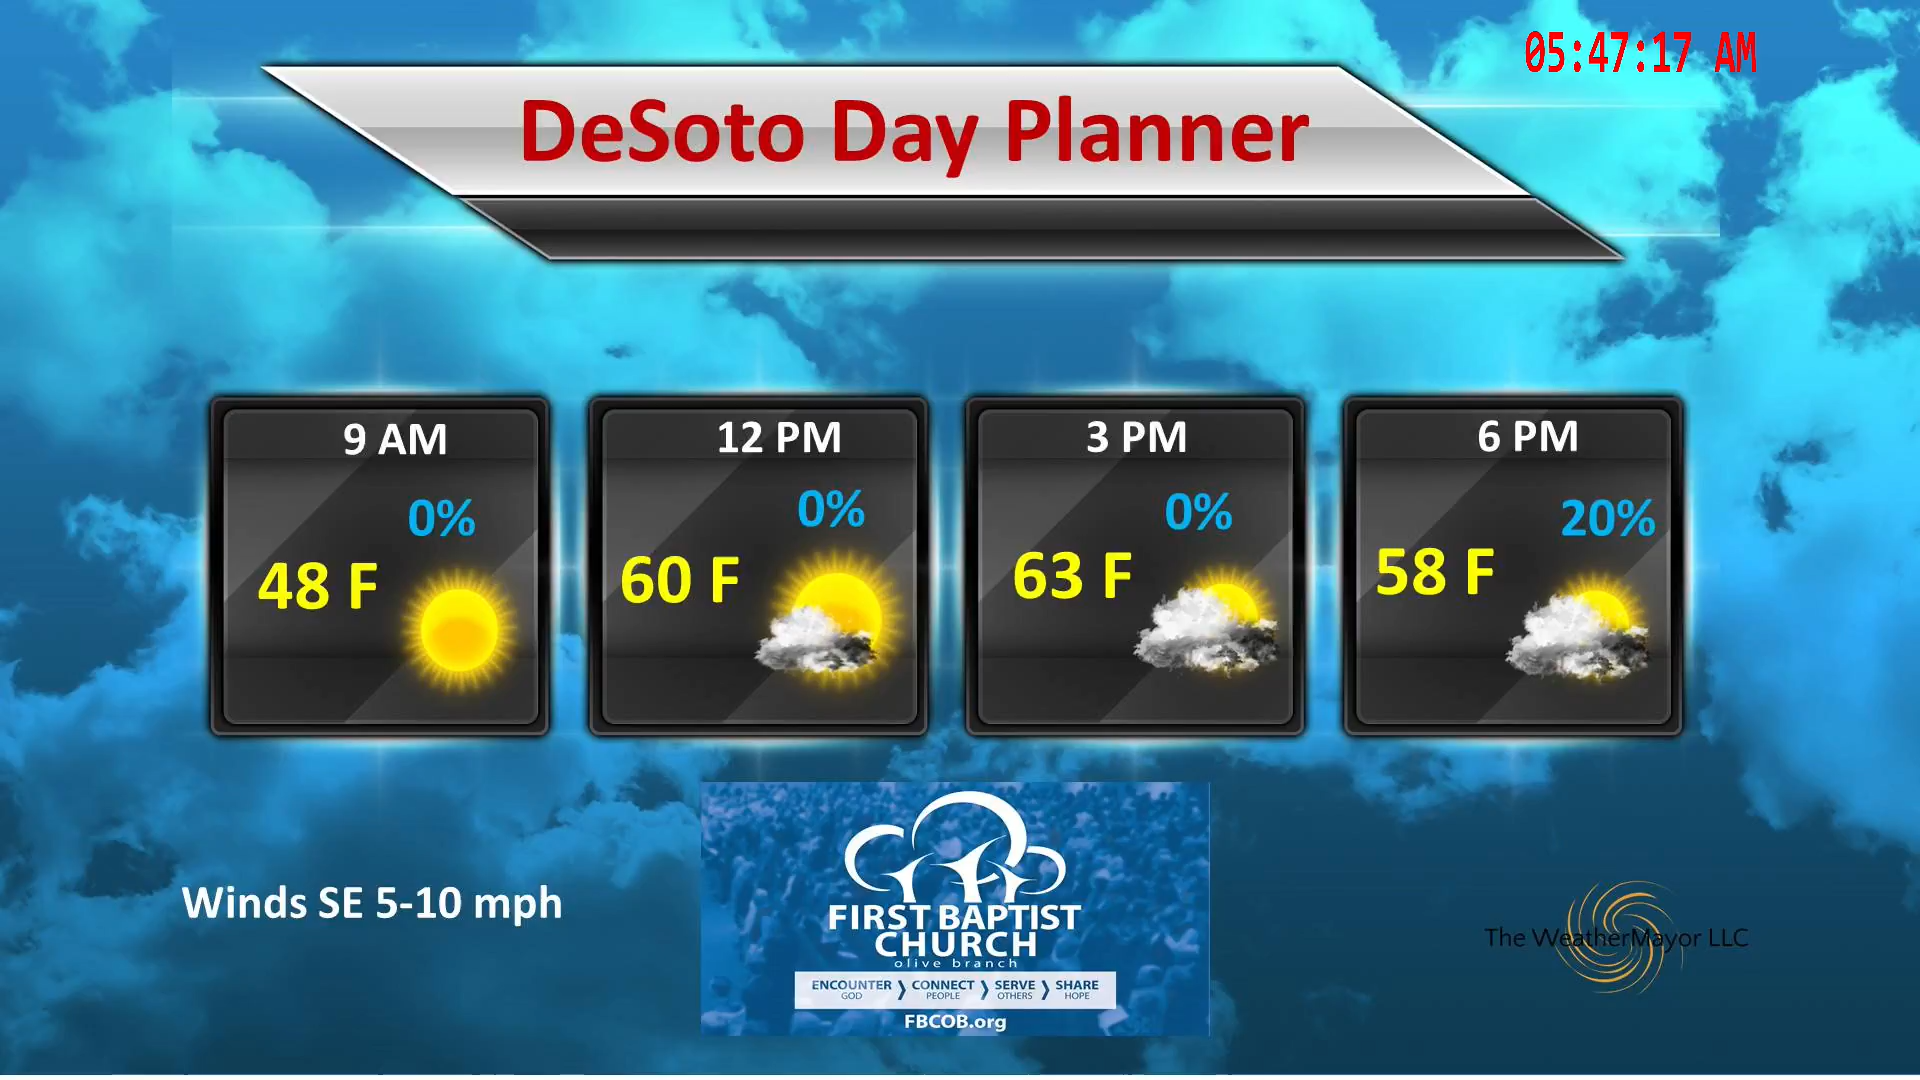 05:47:17 AM
DeSoto Day Planner
9 AM
0%
48 F
12 PM
0%
60 F
3 PM
0%
63 F
6 PM
20%
58 F
Winds SE 5-10 mph
FIRST BAPTIST
CHURCH
olive branch
ENCOUNTER GOD
CONNECT PEOPLE
SERVE OTHERS
SHARE HOPE
FBCOB.org
The WeatherMayor LLC